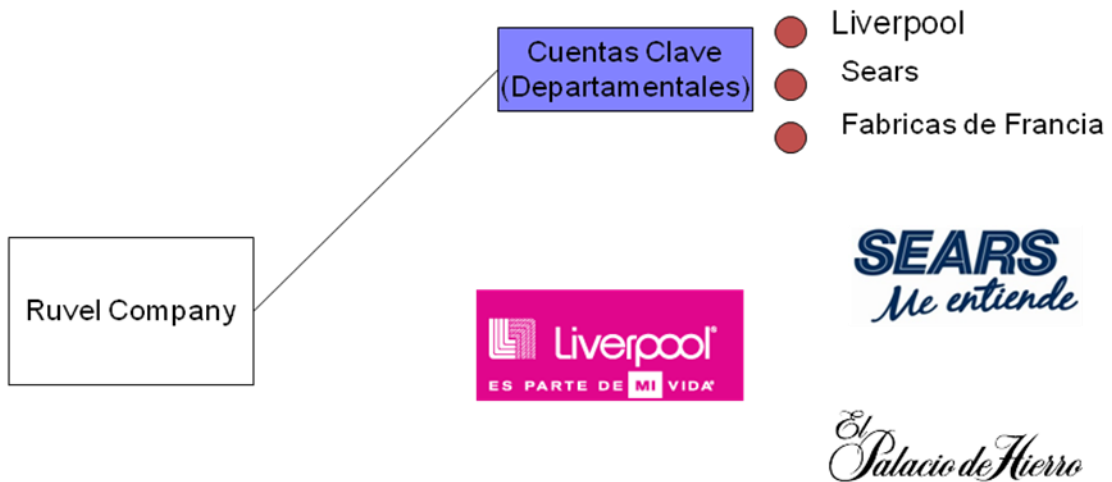 Cuentas Clave
(Departamentales)
Liverpool
Sears
Fabricas de Francia
Ruvel Company
SEARS
Me entiende
Liverpool
ES PARTE DE MI VIDA
El
Palacio de Hierro